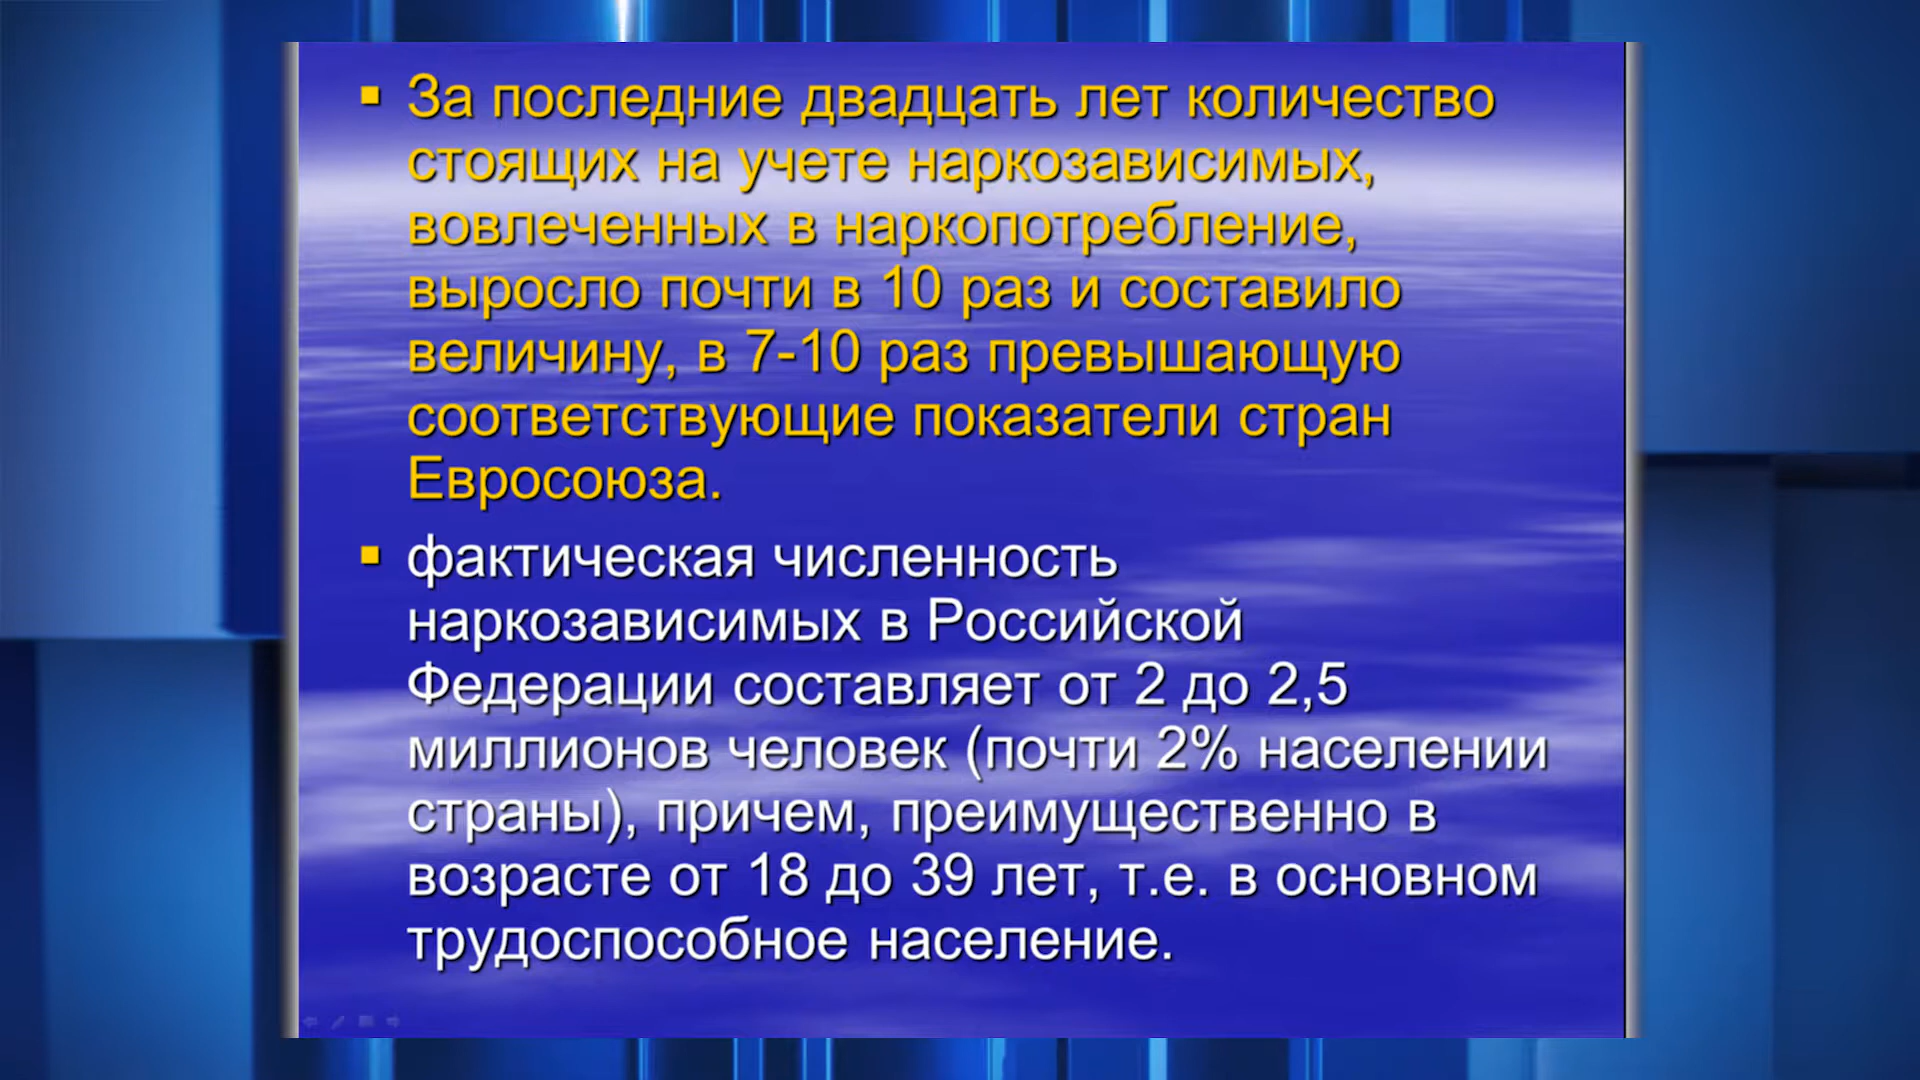 За последние двадцать лет количество
стоящих на учете наркозависимых,
вовлеченных в наркопотребление,
выросло почти в 10 раз и составило
величину, в 7-10 раз превышающую
соответствующие показатели стран
Евросоюза.
фактическая численность
наркозависимых в Российской
Федерации составляет от 2 до 2,5
миллионов человек (почти 2% населении
страны), причем, преимущественно в
возрасте от 18 до 39 лет, т.е. в основном
трудоспособное население.